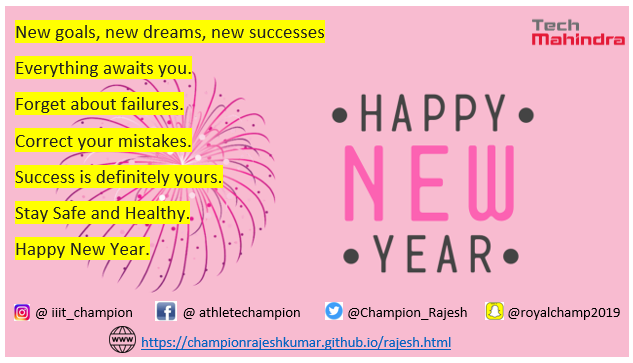 New goals, new dreams, new successes
Everything awaits you.
Forget about failures.
Correct your mistakes.
Success is definitely yours.
Stay Safe and Healthy.
Happy New Year.
Tech
Mahindra
•HAPPY•
NEW
•YEAR•
@ iiit_champion
@ athletechampion
@Champion_Rajesh
@royalchamp2019
www
https://championrajeshkumar.github.io/rajesh.html